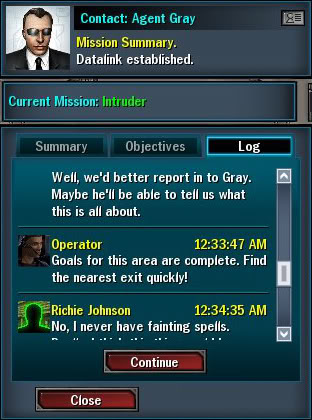 Contact: Agent Gray
Mission Summary.
Datalink established.
Current Mission: Intruder
Summary Objectives Log
Well, we'd better report in to Gray.
Maybe he'll be able to tell us what
this is all about.
Operator 12:33:47 AM
Goals for this area are complete. Find
the nearest exit quickly!
Richie Johnson 12:34:35 AM
No, I never have fainting spells.
Continue
Close